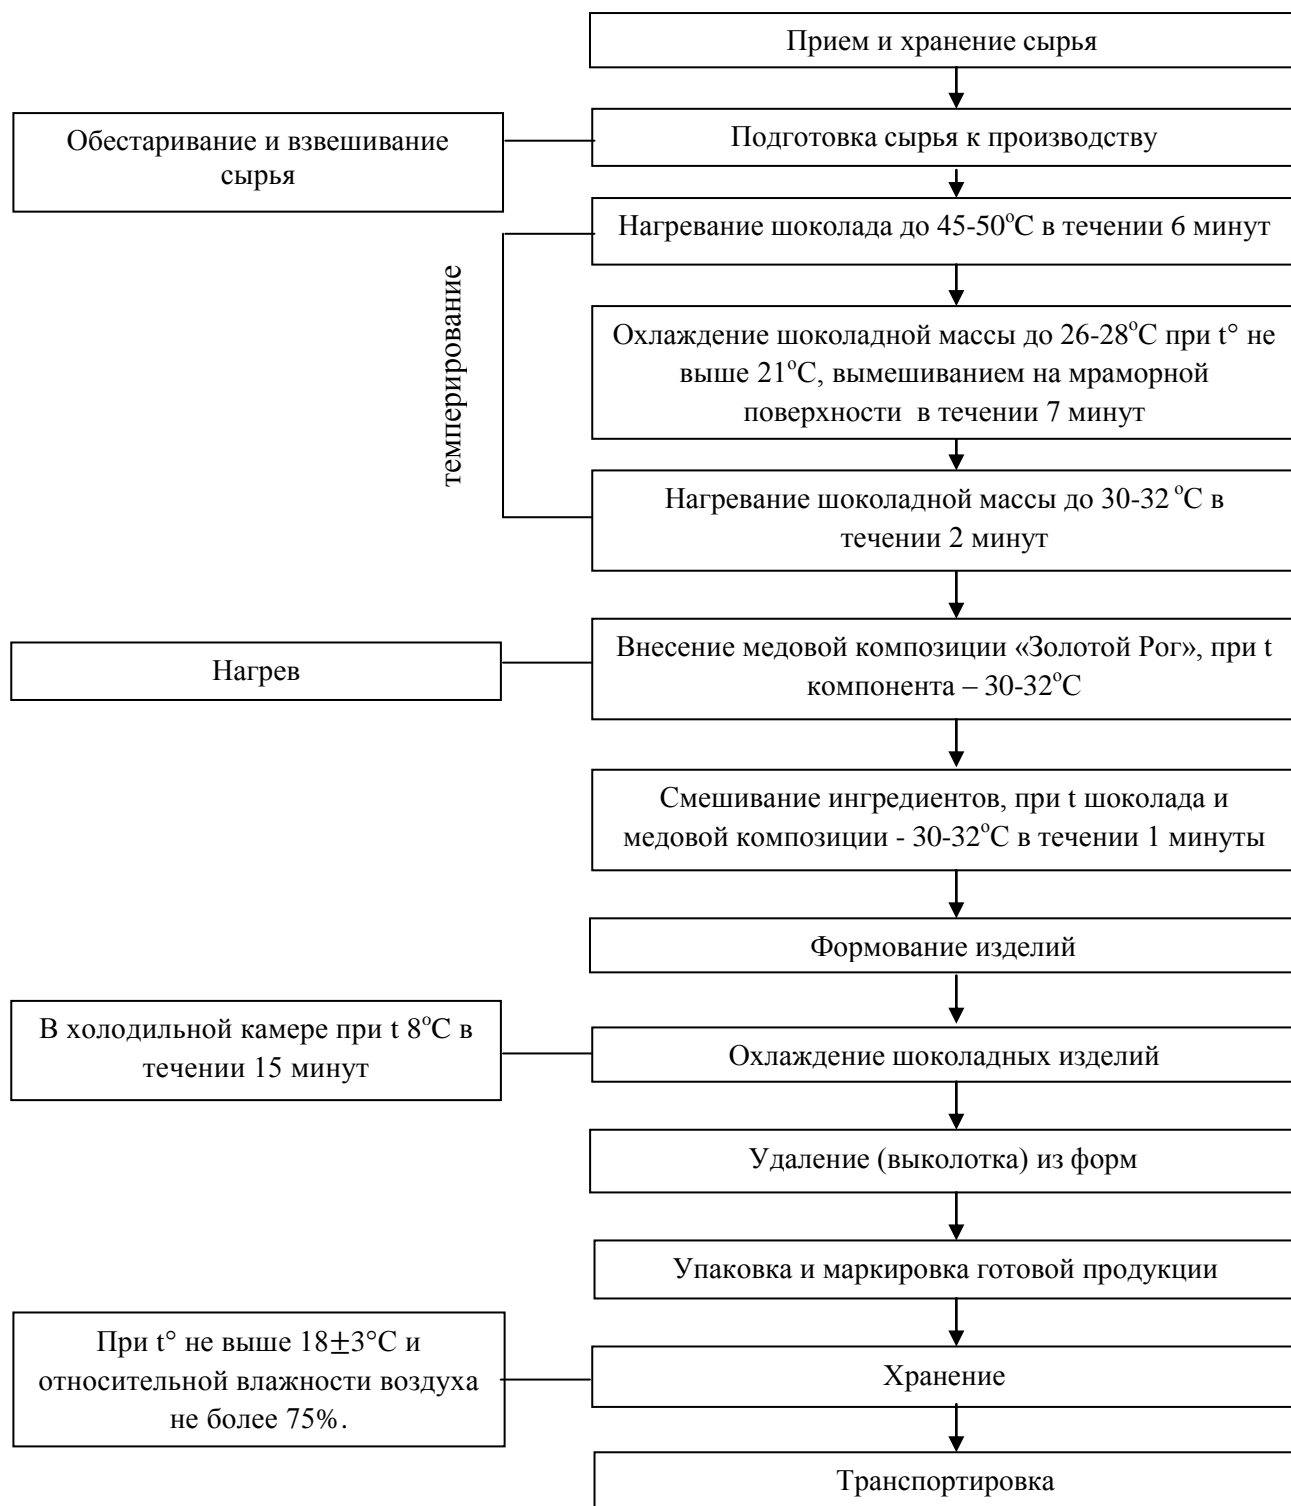 Прием и хранение сырья
Обестаривание и взвешивание
сырья
Подготовка сырья к производству
Нагревание шоколада до 45-50°С в течении 6 минут
темперирование
Охлаждение шоколадной массы до 26-28°С при t° не
выше 21°С, вымешиванием на мраморной
поверхности в течении 7 минут
Нагревание шоколадной массы до 30-32 °С в
течении 2 минут
Нагрев
Внесение медовой композиции «Золотой Рог», при t
компонента – 30-32°С
Смешивание ингредиентов, при t шоколада и
медовой композиции - 30-32°С в течении 1 минуты
Формование изделий
В холодильной камере при t 8°С в
течении 15 минут
Охлаждение шоколадных изделий
Удаление (выколотка) из форм
Упаковка и маркировка готовой продукции
При t° не выше 18±3°С и
относительной влажности воздуха
не более 75%.
Хранение
Транспортировка